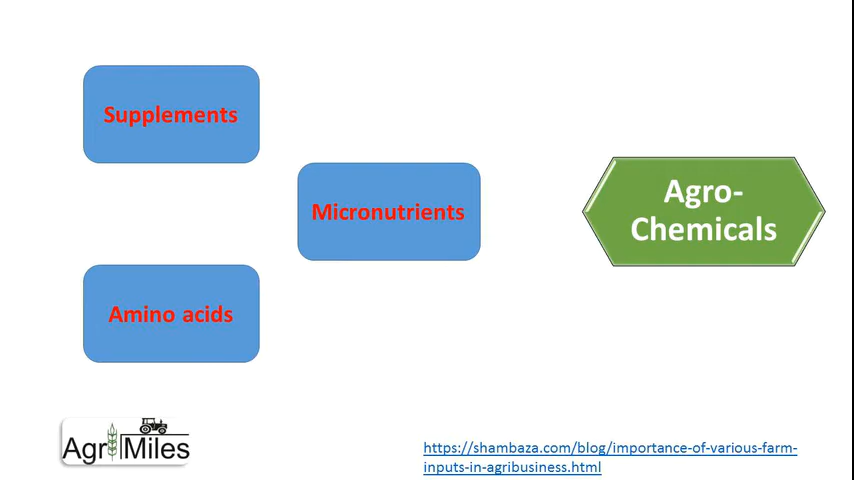 Supplements
Micronutrients
Agro-
Chemicals
Amino acids
Agri Miles
https://shambaza.com/blog/importance-of-various-farm-
inputs-in-agribusiness.html